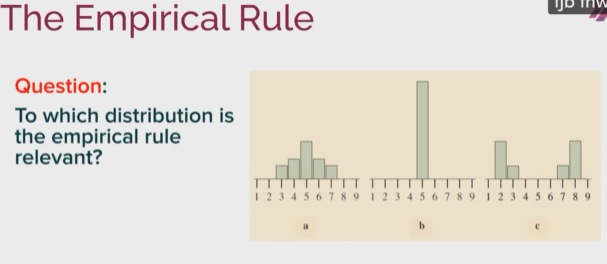 The Empirical Rule
Question:
To which distribution is
the empirical rule
relevant?
1 2 3 4 5 6 7 8 9 1 2 3 4 5 6 7 8 9 1 2 3 4 5 6 7 8 9
a b c